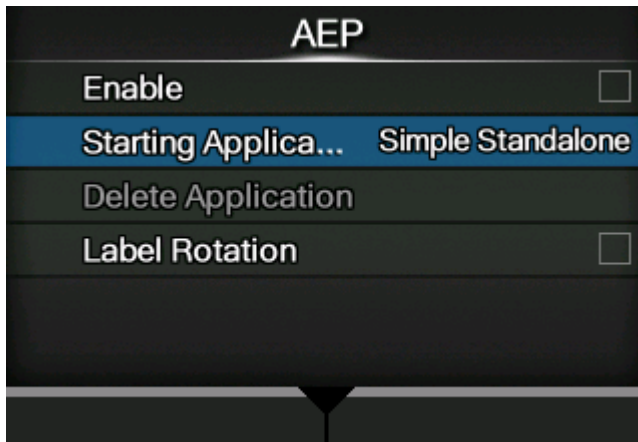 AEP
Enable
Starting Applica... Simple Standalone
Delete Application
Label Rotation